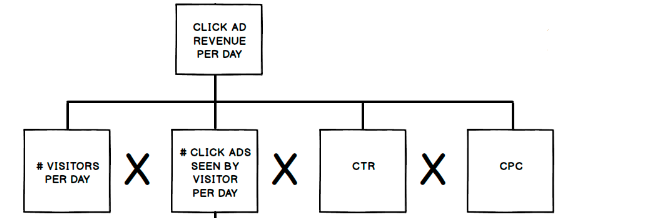 CLICK AD
REVENUE
PER DAY
# VISITORS
PER DAY
X
# CLICK ADS
SEEN BY
VISITOR
PER DAY
X
CTR
X
CPC